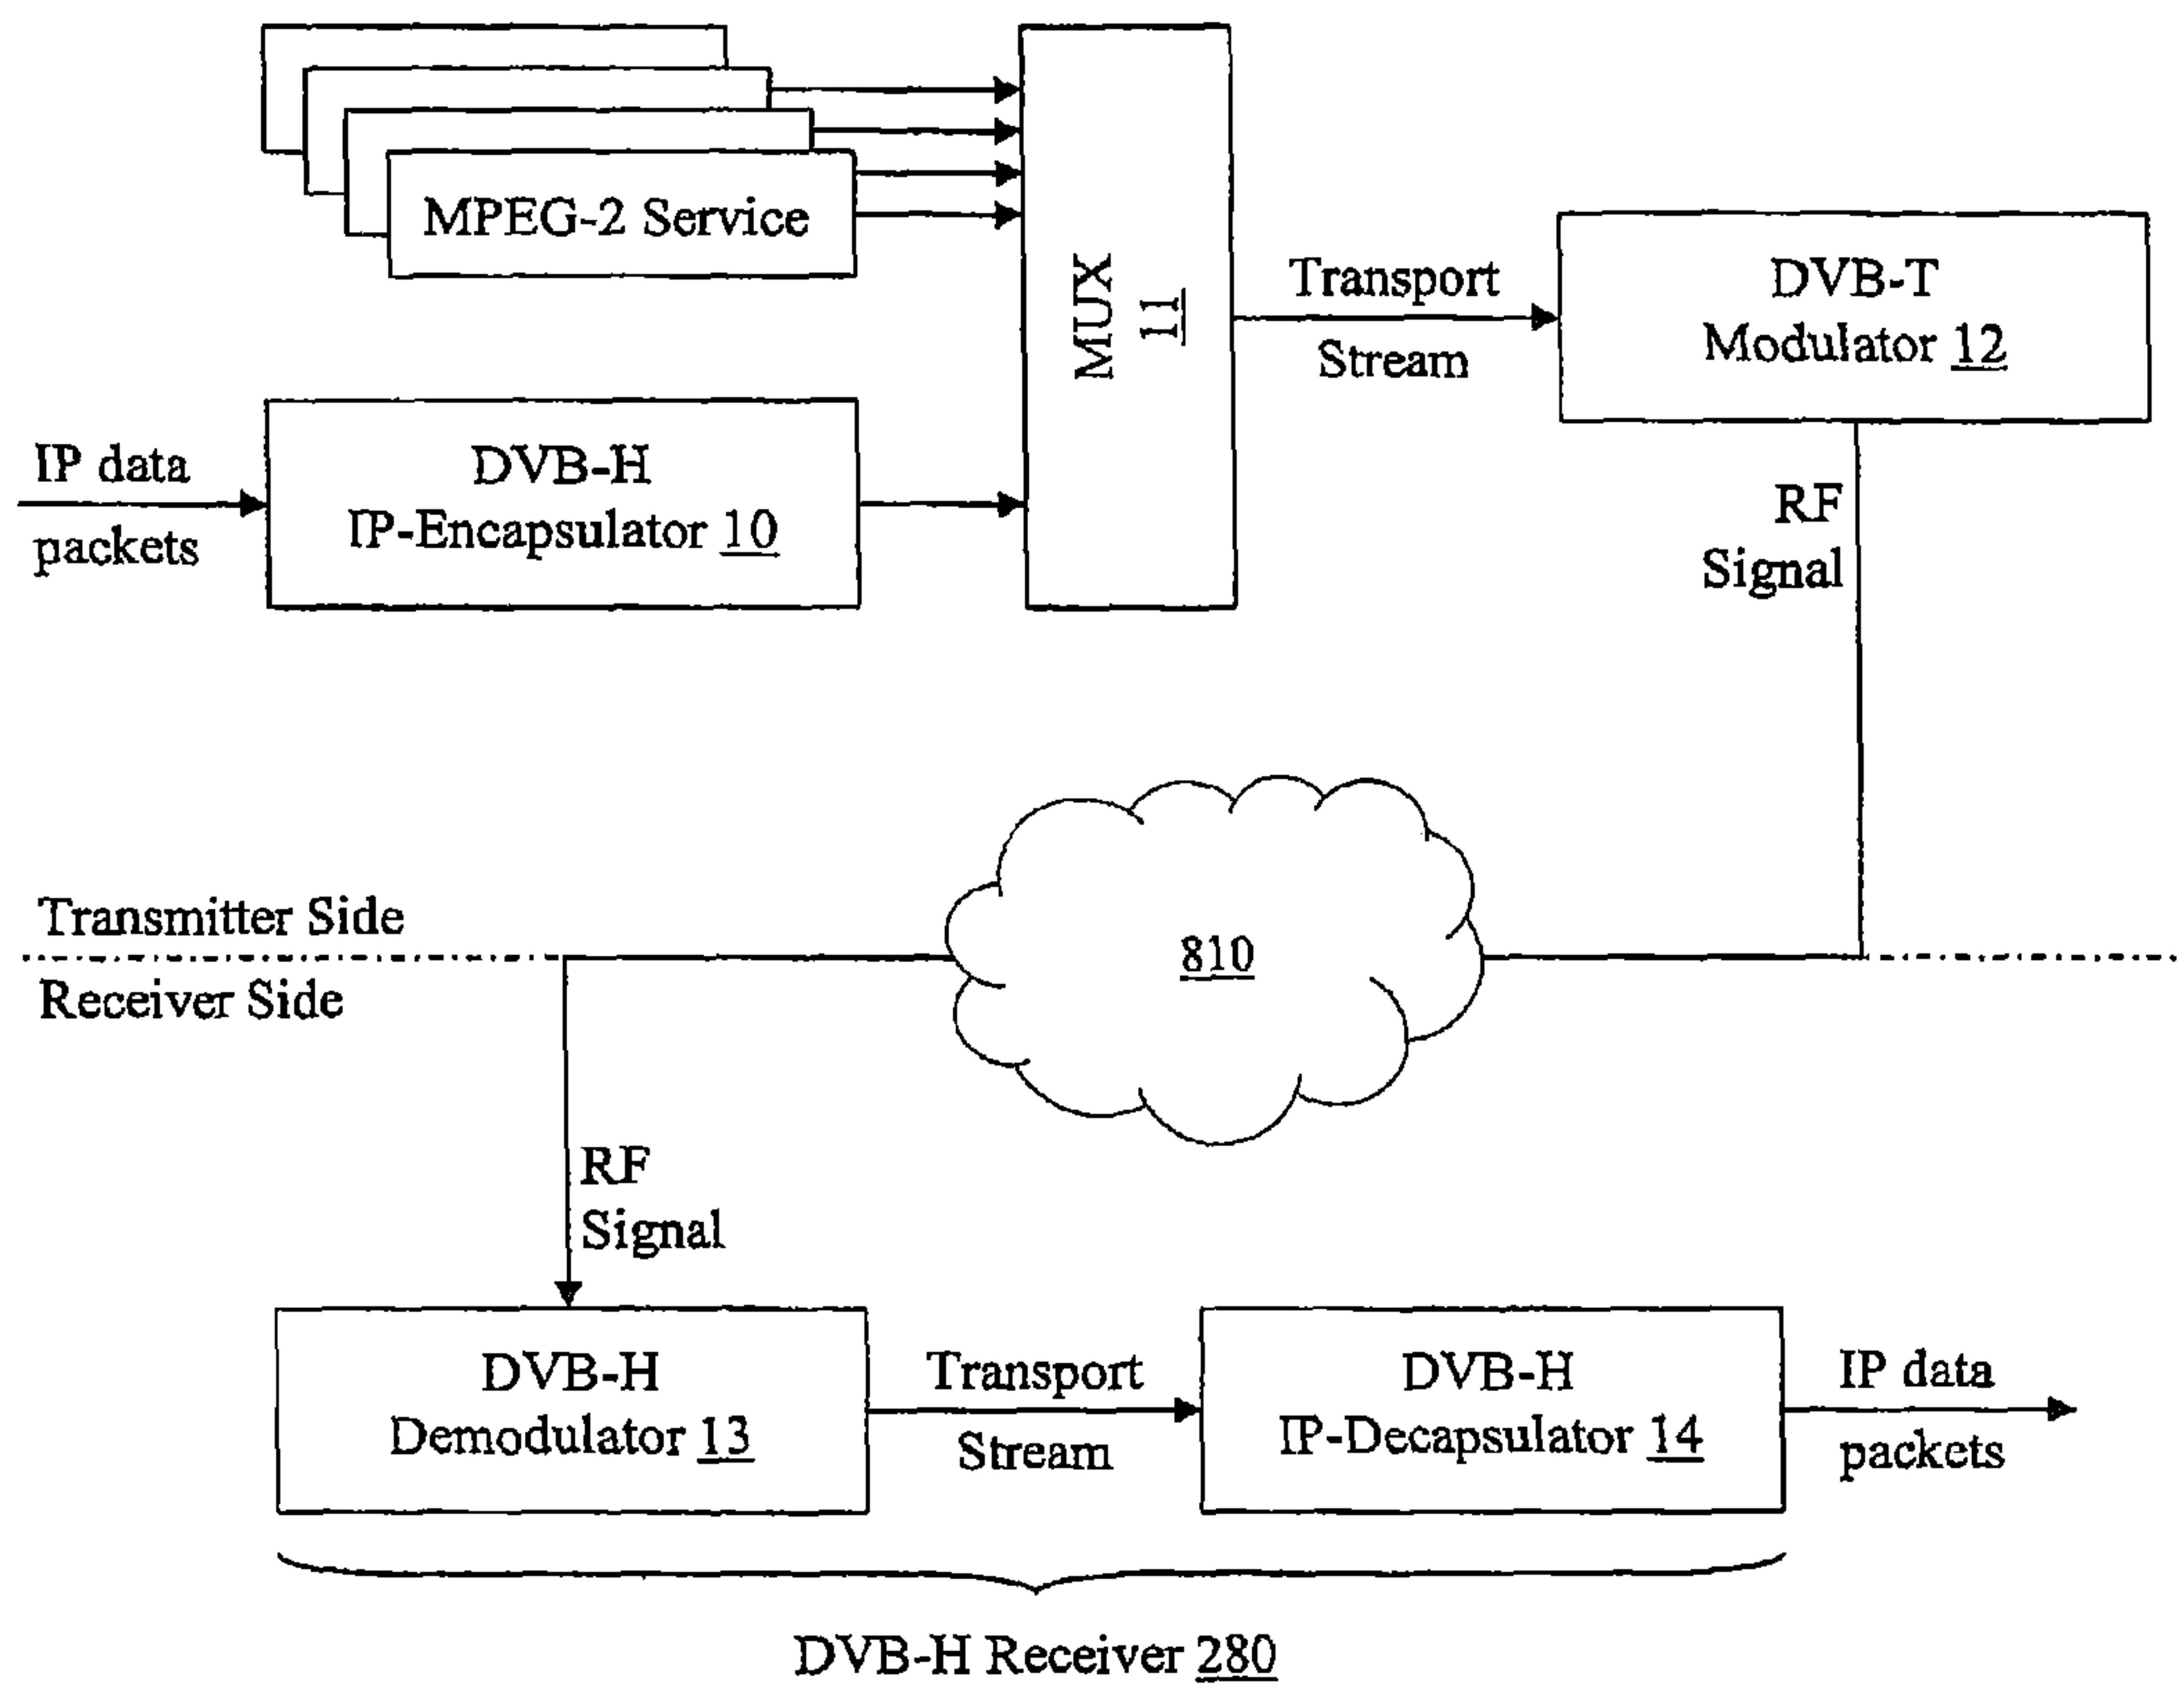 MPEG-2 Service
MUX
11
Transport
Stream
DVB-T
Modulator 12
IP data
packets
DVB-H
IP-Encapsulator 10
RF
Signal
Transmitter Side
Receiver Side
810
RF
Signal
DVB-H
Demodulator 13
Transport
Stream
DVB-H
IP-Decapsulator 14
IP data
packets
DVB-H Receiver 280